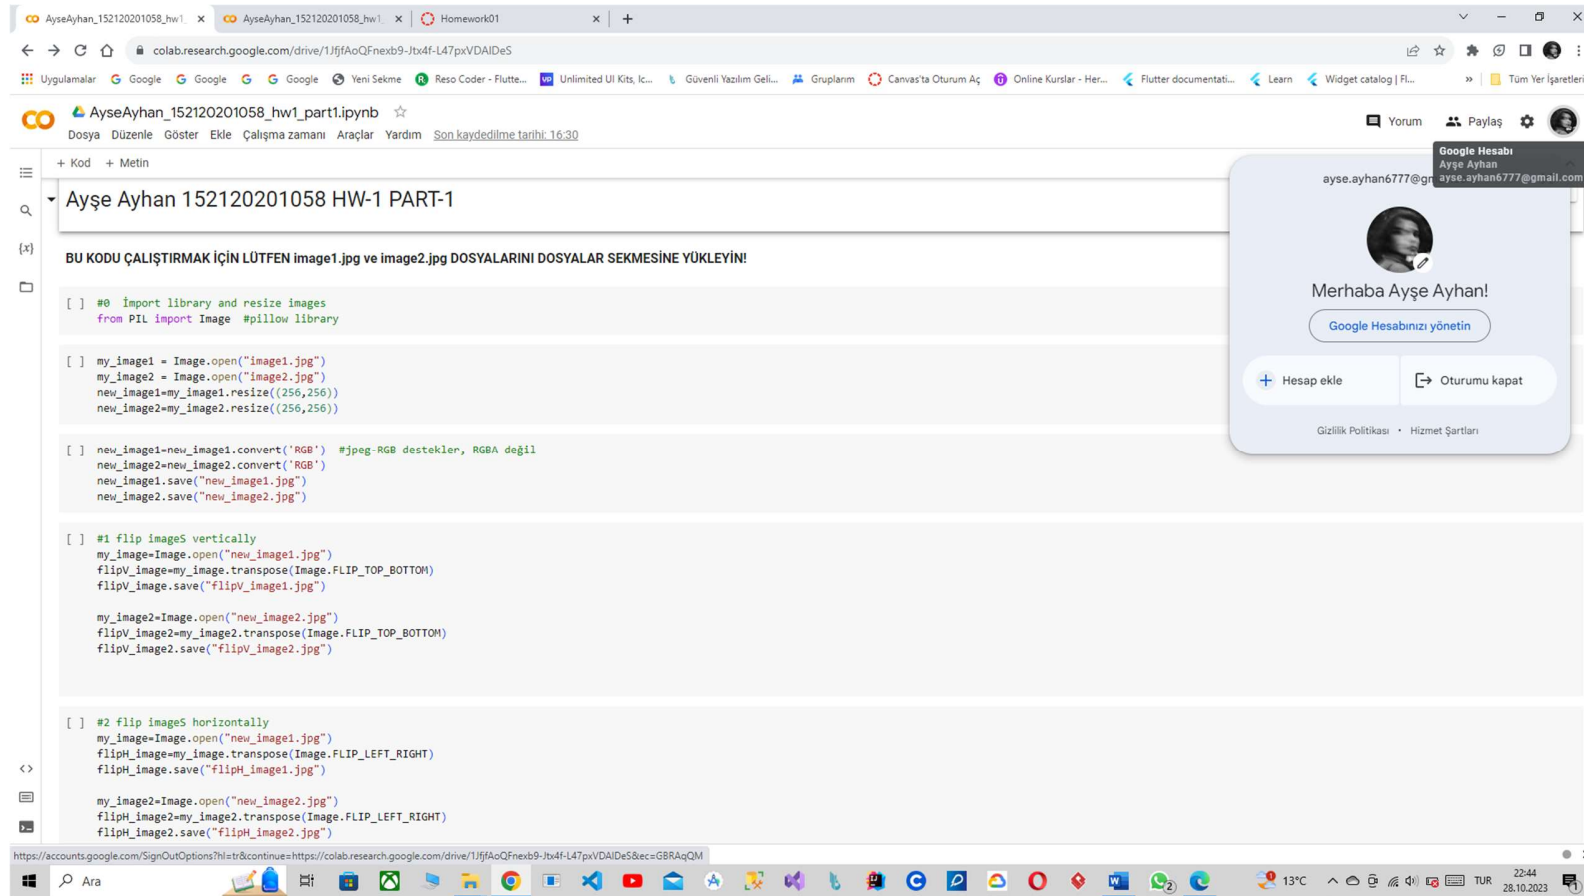 AyseAyhan_152120201058_hw1_
AyseAyhan_152120201058_hw1_
Homework01
colab.research.google.com/drive/1JfjfAoQFnexb9-Jtx4f-L47pxVDAIDeS
Uygulamalar Google Google G Google Yeni Sekme Reso Coder - Flutte... Unlimited UI Kits, Ic... Güvenli Yazılım Geli... Gruplarım Canvas'ta Oturum Aç Online Kurslar - Her... Flutter documentati... Learn Widget catalog | Fl... » Tüm Yer İşaretleri
AyseAyhan_152120201058_hw1_part1.ipynb
Dosya Düzenle Göster Ekle Çalışma zamanı Araçlar Yardım Son kaydedilme tarihi: 16:30
Yorum Paylaş
+ Kod + Metin
Google Hesabı
Ayşe Ayhan
ayse.ayhan6777@gmail.com
ayse.ayhan6777@gm
Merhaba Ayşe Ayhan!
Google Hesabınızı yönetin
+ Hesap ekle
Oturumu kapat
Gizlilik Politikası • Hizmet Şartları
Ayşe Ayhan 152120201058 HW-1 PART-1
BU KODU ÇALIŞTIRMAK İÇİN LÜTFEN image1.jpg ve image2.jpg DOSYALARINI DOSYALAR SEKMESİNE YÜKLEYİN!
[ ] #0 İmport library and resize images
from PIL import Image #pillow library
[ ] my_image1 = Image.open("image1.jpg")
my_image2 = Image.open("image2.jpg")
new_image1=my_image1.resize((256,256))
new_image2=my_image2.resize((256,256))
[ ] new_image1=new_image1.convert('RGB') #jpeg-RGB destekler, RGBA değil
new_image2=new_image2.convert('RGB')
new_image1.save("new_image1.jpg")
new_image2.save("new_image2.jpg")
[ ] #1 flip imageS vertically
my_image=Image.open("new_image1.jpg")
flipV_image=my_image.transpose(Image.FLIP_TOP_BOTTOM)
flipV_image.save("flipV_image1.jpg")
my_image2=Image.open("new_image2.jpg")
flipV_image2=my_image2.transpose(Image.FLIP_TOP_BOTTOM)
flipV_image2.save("flipV_image2.jpg")
[ ] #2 flip imageS horizontally
my_image=Image.open("new_image1.jpg")
flipH_image=my_image.transpose(Image.FLIP_LEFT_RIGHT)
flipH_image.save("flipH_image1.jpg")
my_image2=Image.open("new_image2.jpg")
flipH_image2=my_image2.transpose(Image.FLIP_LEFT_RIGHT)
flipH_image2.save("flipH_image2.jpg")
{x}
https://accounts.google.com/SignOutOptions?hl=tr&continue=https://colab.research.google.com/drive/1JfjfAoQFnexb9-Jtx4f-L47pxVDAIDeS&ec=GBRAqQM
Ara
13°C TUR 22:44
28.10.2023